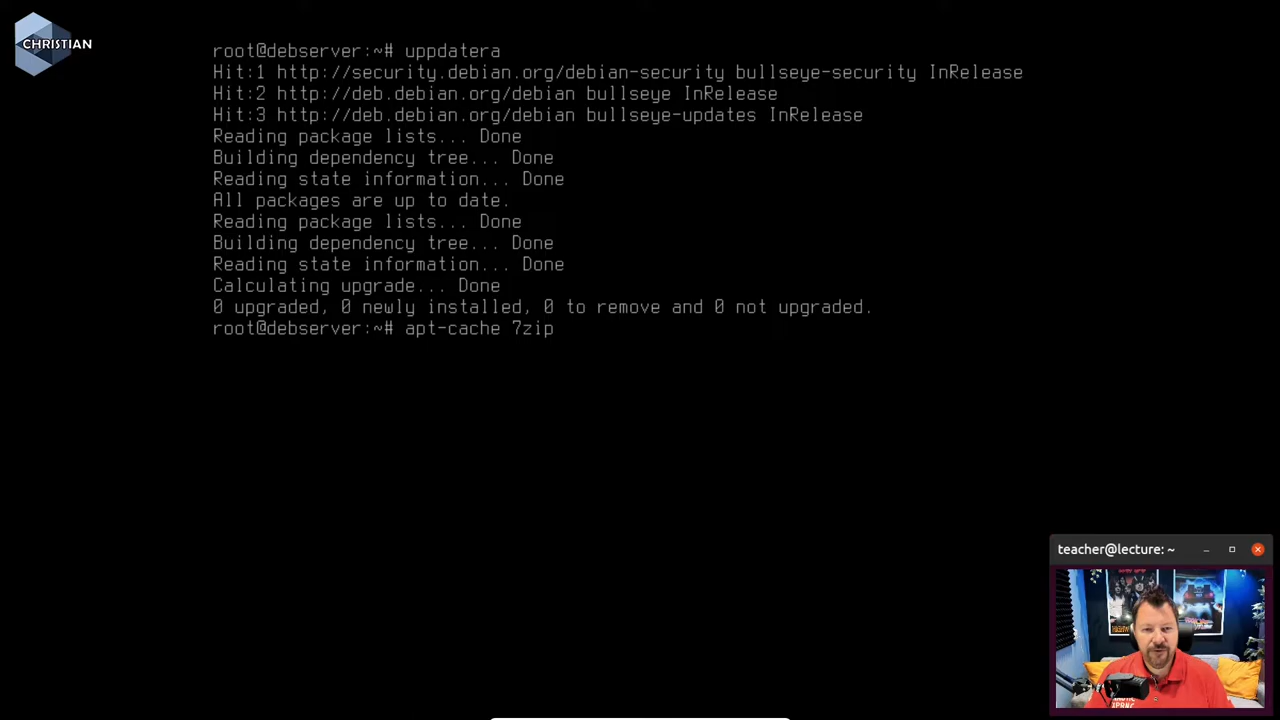 CHRISTIAN
root@debserver:~# uppdatera
Hit:1 http://security.debian.org/debian-security bullseye-security InRelease
Hit:2 http://deb.debian.org/debian bullseye InRelease
Hit:3 http://deb.debian.org/debian bullseye-updates InRelease
Reading package lists... Done
Building dependency tree... Done
Reading state information... Done
All packages are up to date.
Reading package lists... Done
Building dependency tree... Done
Reading state information... Done
Calculating upgrade... Done
0 upgraded, 0 newly installed, 0 to remove and 0 not upgraded.
root@debserver:~# apt-cache 7zip
teacher@lecture: ~